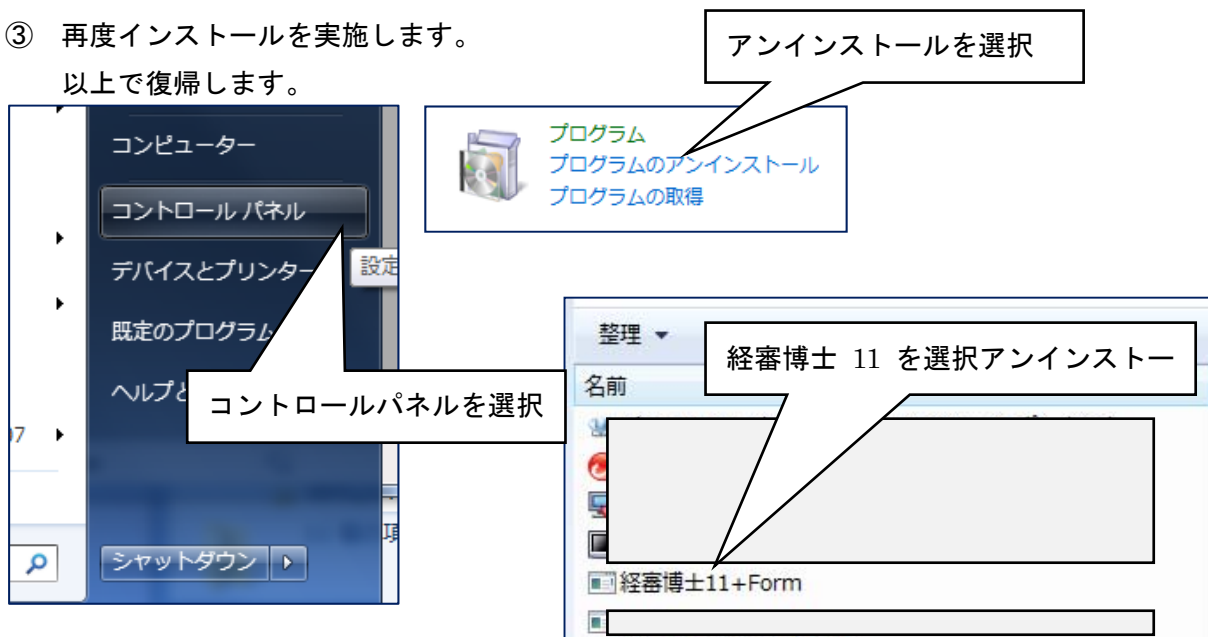 ③ 再度インストールを実施します。
以上で復帰します。
アンインストールを選択
コンピューター
コントロール パネル
デバイスとプリンター
設定
既定のプログラム
ヘルプと
コントロールパネルを選択
07
シャットダウン
プログラム
プログラムのアンインストール
プログラムの取得
整理
経審博士 11 を選択アンインストー
名前
経審博士11+Form